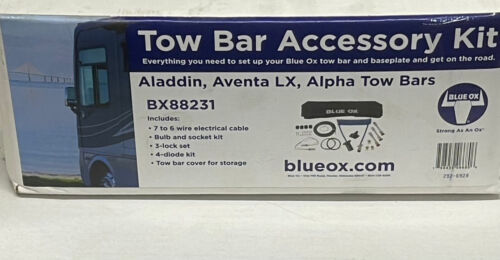 Tow Bar Accessory Kit
Everything you need to set up your Blue Ox tow bar and baseplate and get on the road.
Aladdin, Aventa LX, Alpha Tow Bars
BX88231
Includes:
• 7 to 6 wire electrical cable
• Bulb and socket kit
• 3-lock set
• 4-diode kit
• Tow bar cover for storage
BLUE OX
blueox.com
BLUE OX
Strong As An Ox